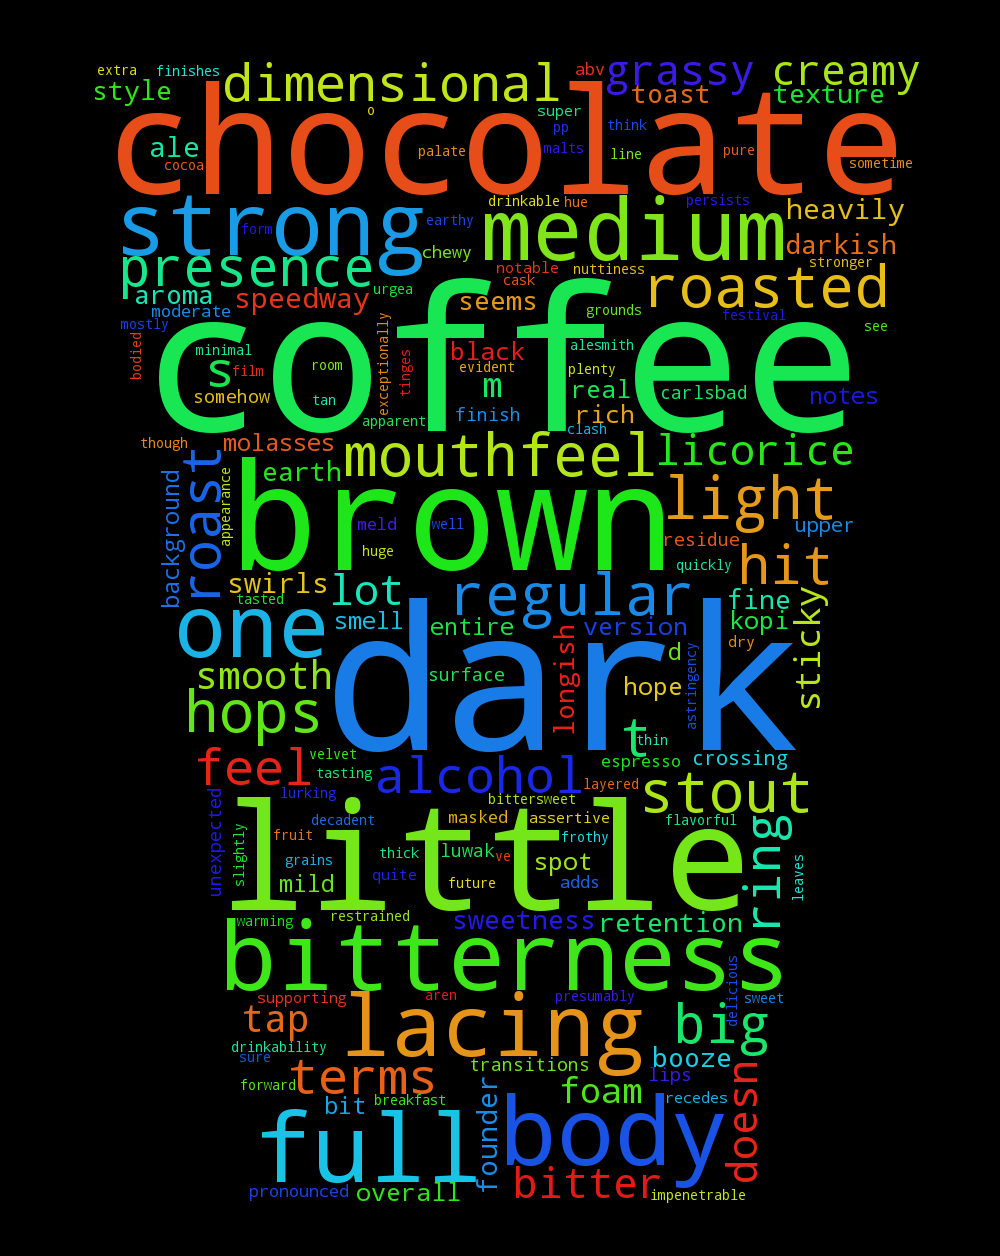 extra finishes dimensional abv grassy creamy
style o super toast texture
chocolate
ale cocoa palate pp malts think line pure sometime
strong form earthy drinkable hue medium persists heavily
chewy darkish
presence urgea notable cask nuttiness stronger
aroma speedway seems roasted
moderate grounds festival
mostly coffee see
bodied minimal s film room exceptionally tinges black evident m alesmith plenty real carlsbad notes
somehow tan apparent finish rich clash
though molasses mouthfeel licorice
background roast appearance earth brown light upper
meld well huge residue quickly hit
swirls lot regular fine sticky
tasted one smell entire version kopi
dark d dry
smooth surface longish hope astringency
hops t thin
feel velvet tasting alcohol espresso crossing
lurking layered stout
unexpected decadent bittersweet masked assertive flavorful
slightly fruit little frothy ring
grains thick luwak ve spot leaves
mild quite future adds
warming restrained sweetness retention
bitterness delicious
supporting aren presumably sweet
tap lacing big
drinkability sure transitions booze
forward terms foam lips doesn
bit breakfast founder recedes
full body
pronounced overall bitter impenetrable